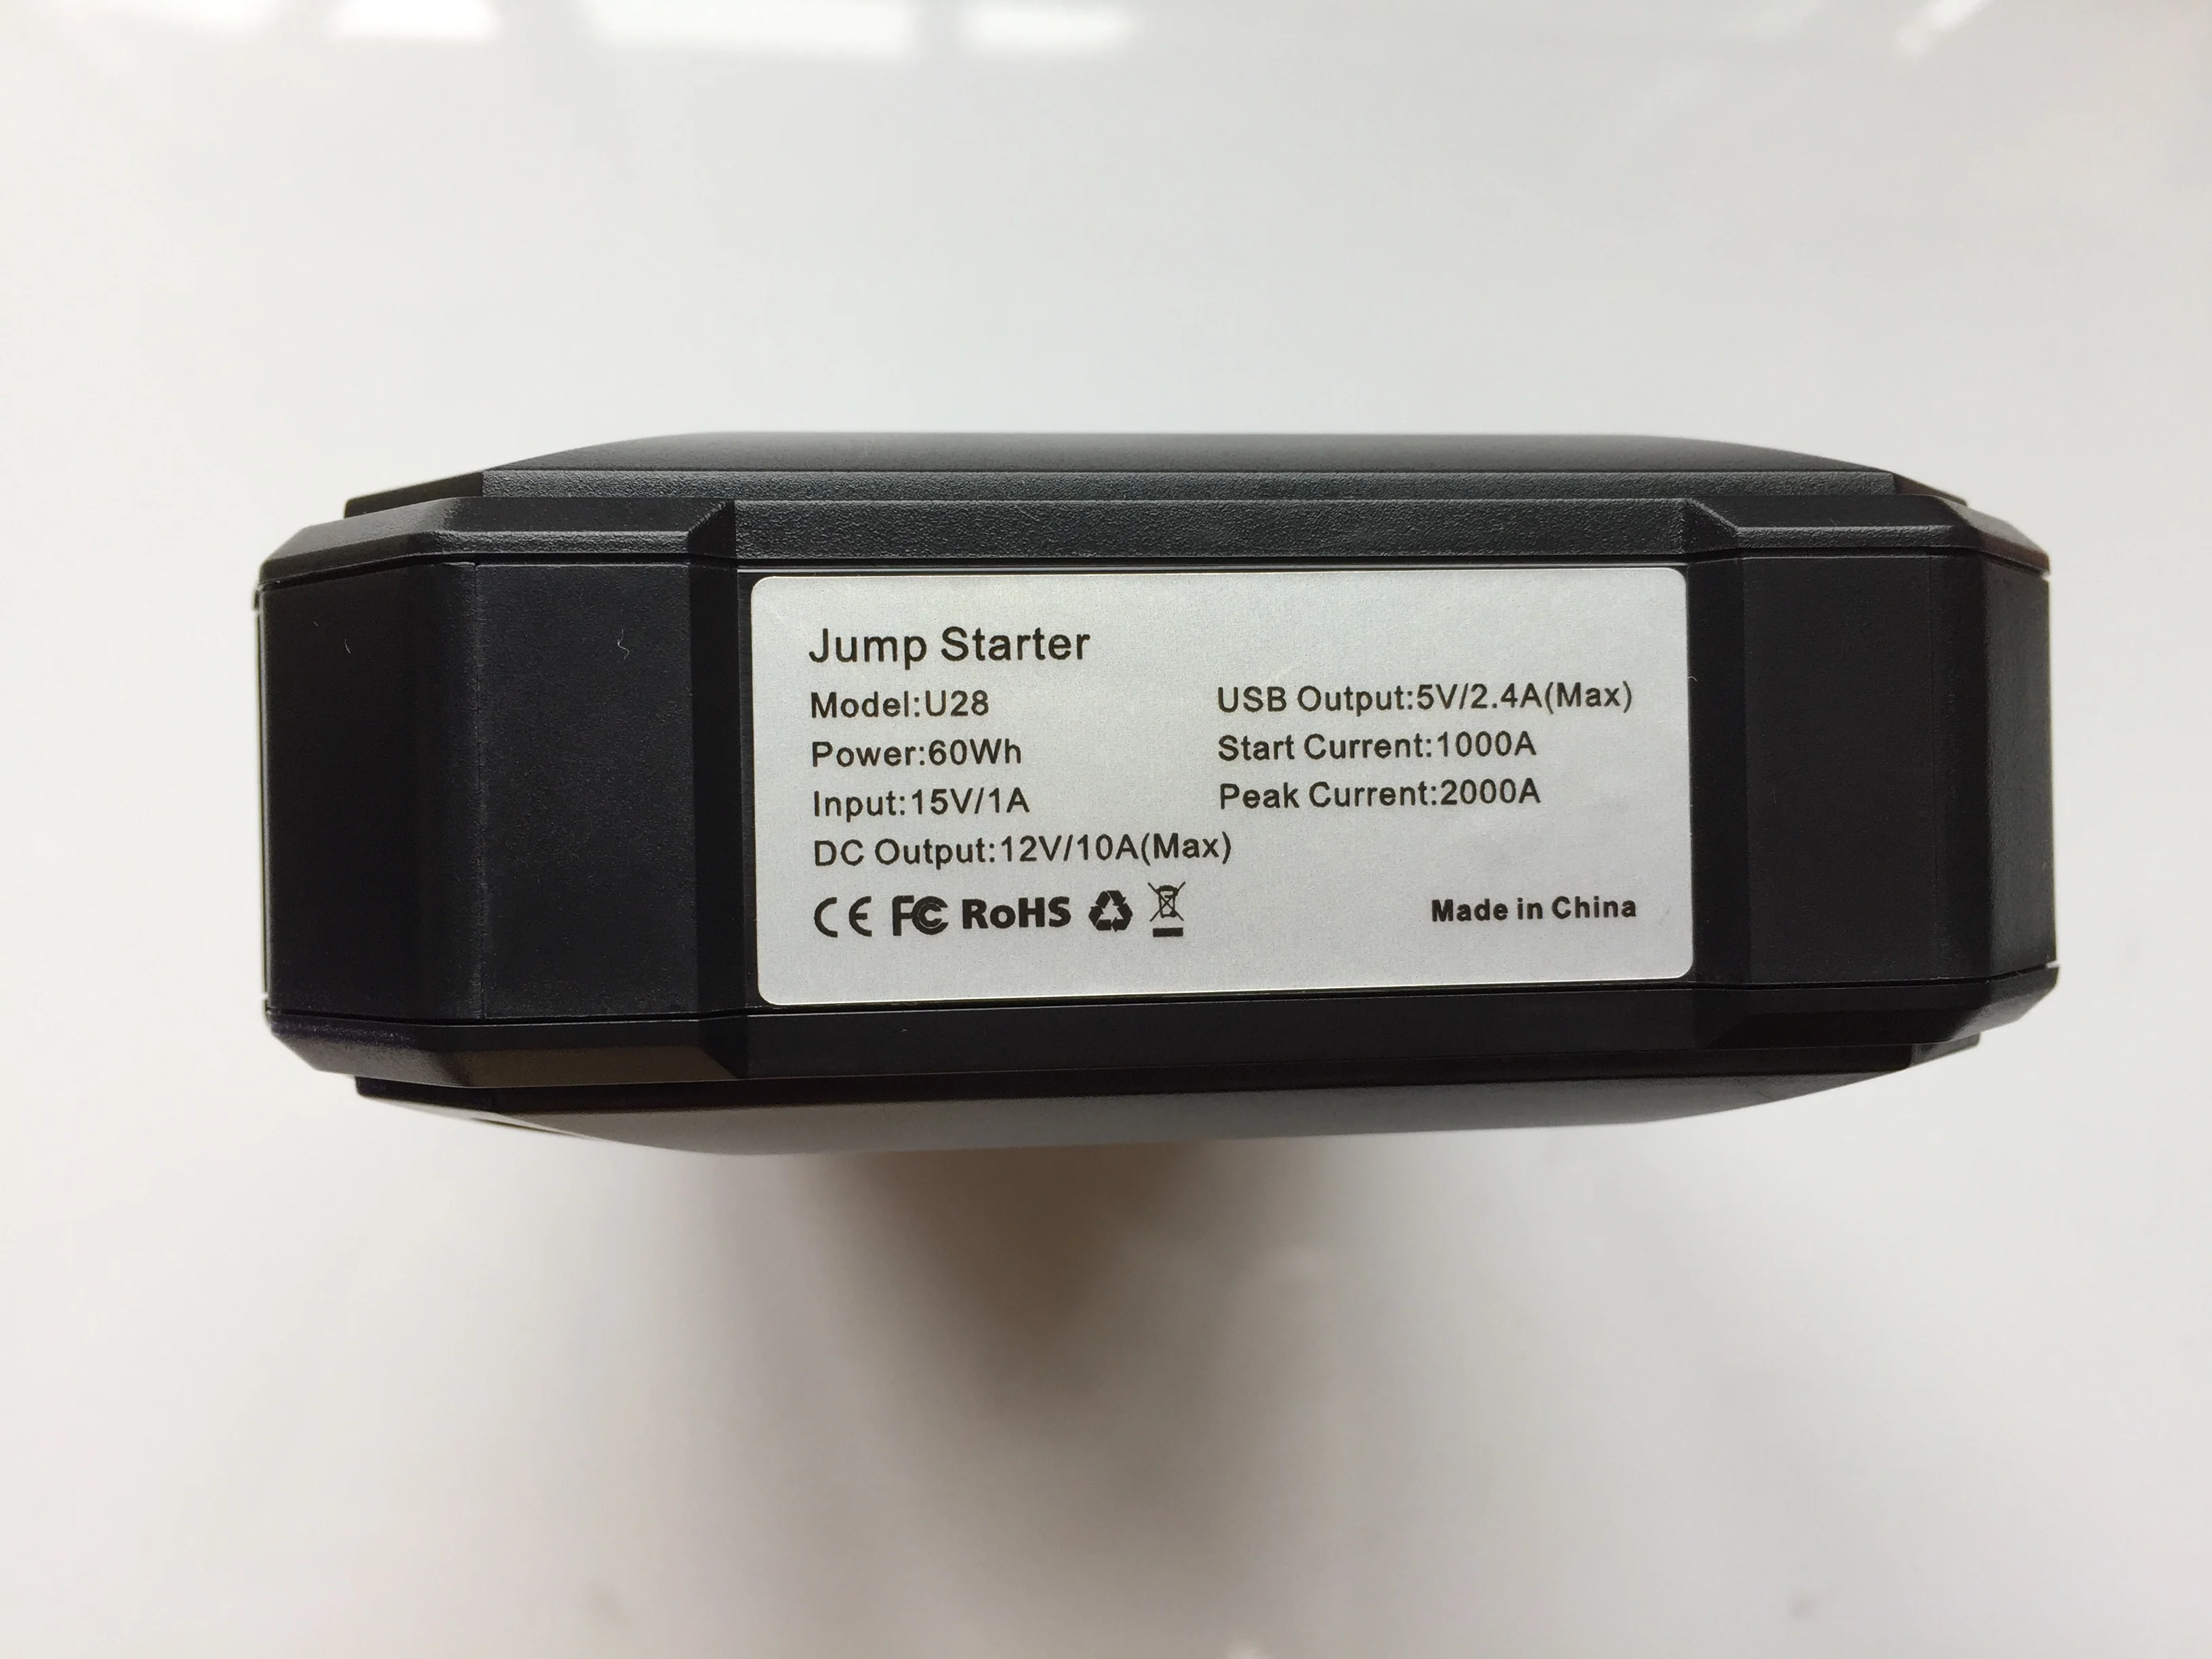 Jump Starter
Model:U28
Power:60Wh
Input:15V/1A
DC Output:12V/10A(Max)
USB Output:5V/2.4A(Max)
Start Current:1000A
Peak Current:2000A
CE FC RoHS
Made in China